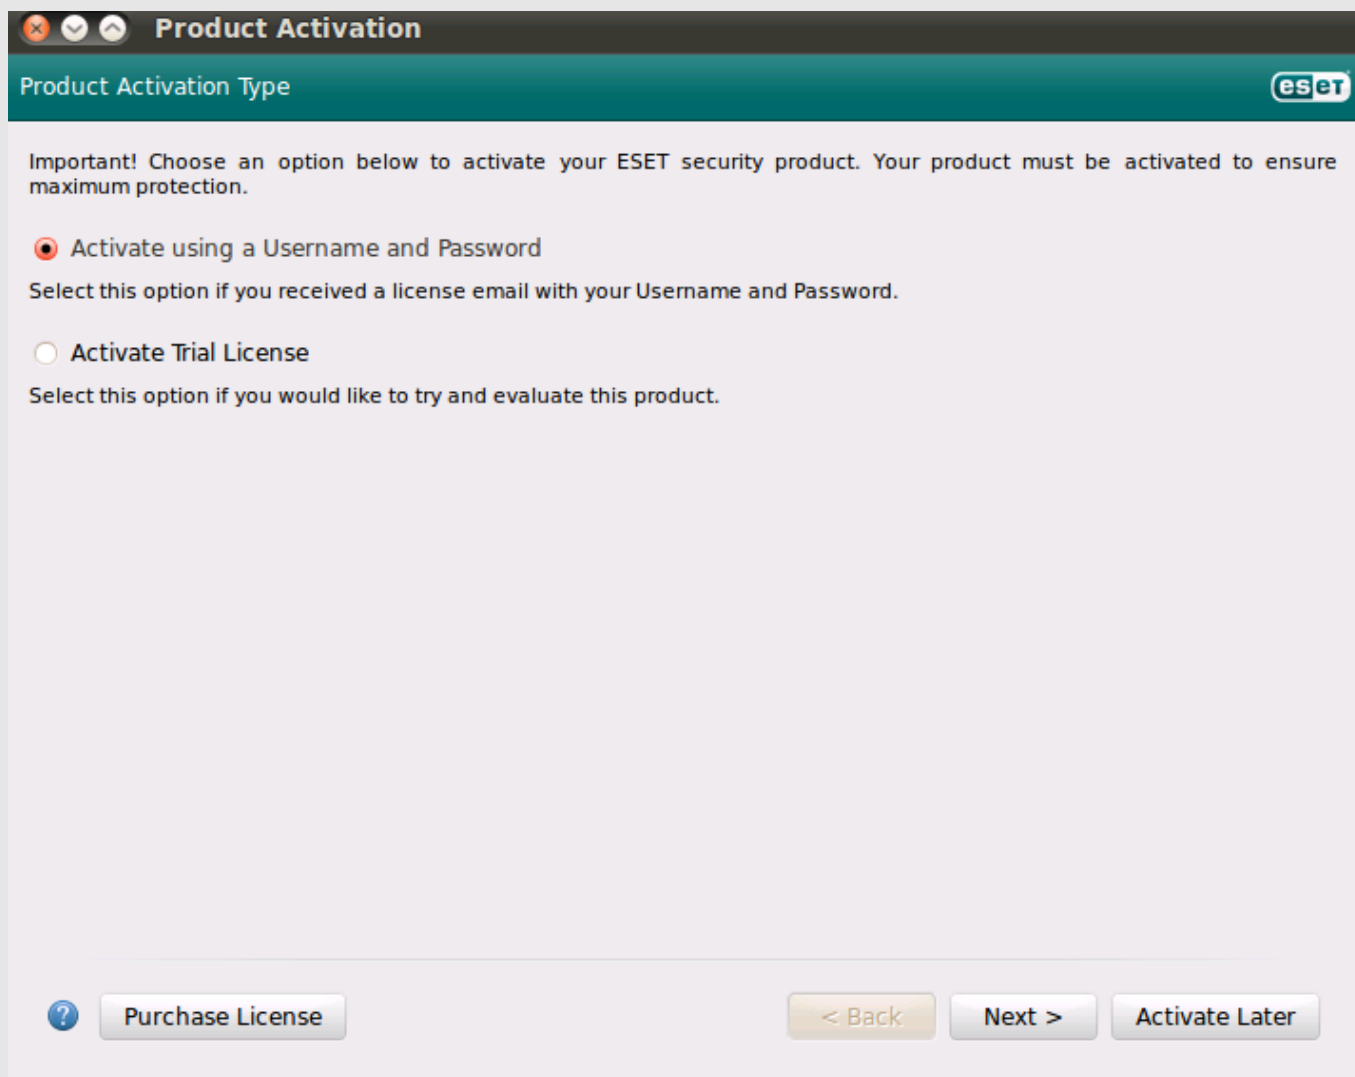 Product Activation
Product Activation Type
eset
Important! Choose an option below to activate your ESET security product. Your product must be activated to ensure
maximum protection.
Activate using a Username and Password
Select this option if you received a license email with your Username and Password.
Activate Trial License
Select this option if you would like to try and evaluate this product.
? Purchase License < Back Next > Activate Later